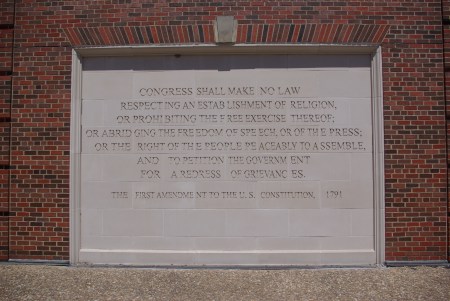 CONGRESS SHALL MAKE NO LAW
RESPECTING AN ESTABLISHMENT OF RELIGION,
OR PROHIBITING THE FREE EXERCISE THEREOF;
OR ABRIDGING THE FREEDOM OF SPEECH, OR OF THE PRESS;
OR THE RIGHT OF THE PEOPLE PEACEABLY TO ASSEMBLE,
AND TO PETITION THE GOVERNMENT
FOR A REDRESS OF GRIEVANCES.
THE FIRST AMENDMENT TO THE U.S. CONSTITUTION, 1791